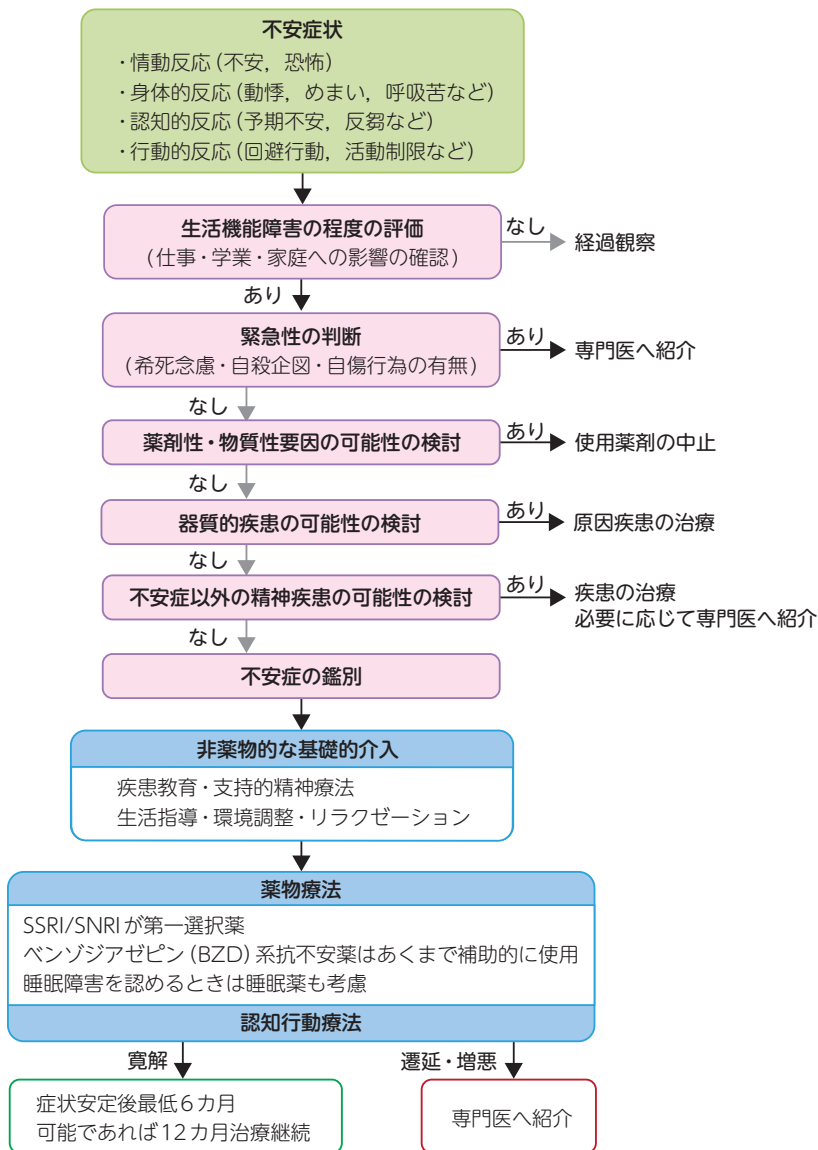 不安症状
・情動反応（不安，恐怖）
・身体的反応（動悸，めまい，呼吸苦など）
・認知的反応（予期不安，反芻など）
・行動的反応（回避行動，活動制限など）
生活機能障害の程度の評価
（仕事・学業・家庭への影響の確認）
なし
経過観察
あり
緊急性の判断
（希死念慮・自殺企図・自傷行為の有無）
あり
専門医へ紹介
なし
薬剤性・物質性要因の可能性の検討
あり
使用薬剤の中止
なし
器質的疾患の可能性の検討
あり
原因疾患の治療
なし
不安症以外の精神疾患の可能性の検討
あり
疾患の治療
必要に応じて専門医へ紹介
なし
不安症の鑑別
非薬物的な基礎的介入
疾患教育・支持的精神療法
生活指導・環境調整・リラクゼーション
薬物療法
SSRI/SNRIが第一選択薬
ベンゾジアゼピン（BZD）系抗不安薬はあくまで補助的に使用
睡眠障害を認めるときは睡眠薬も考慮
認知行動療法
寛解
遷延・増悪
症状安定後最低6カ月
可能であれば12カ月治療継続
専門医へ紹介